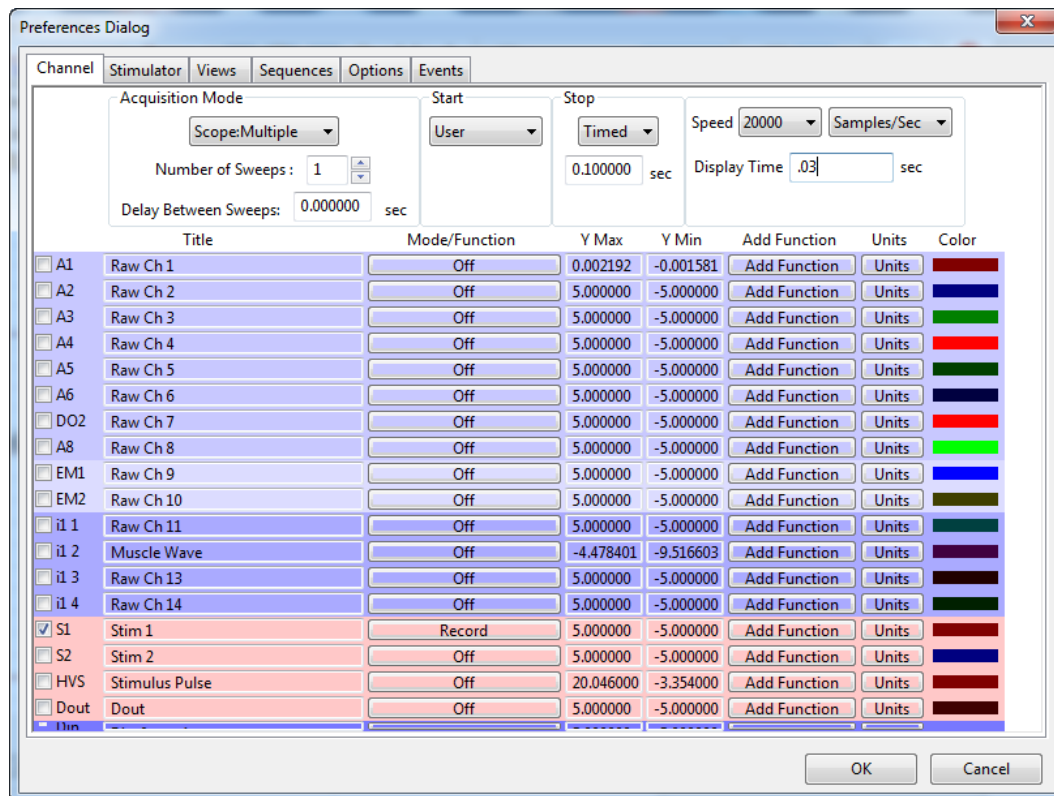 Preferences Dialog
Channel Stimulator Views Sequences Options Events
Acquisition Mode Start Stop
Scope:Multiple User Timed Speed 20000 Samples/Sec
Number of Sweeps : 1 0.100000 sec Display Time .03 sec
Delay Between Sweeps: 0.000000 sec
Title Mode/Function Y Max Y Min Add Function Units Color
A1 Raw Ch 1 Off 0.002192 -0.001581 Add Function Units
A2 Raw Ch 2 Off 5.000000 -5.000000 Add Function Units
A3 Raw Ch 3 Off 5.000000 -5.000000 Add Function Units
A4 Raw Ch 4 Off 5.000000 -5.000000 Add Function Units
A5 Raw Ch 5 Off 5.000000 -5.000000 Add Function Units
A6 Raw Ch 6 Off 5.000000 -5.000000 Add Function Units
DO2 Raw Ch 7 Off 5.000000 -5.000000 Add Function Units
A8 Raw Ch 8 Off 5.000000 -5.000000 Add Function Units
EM1 Raw Ch 9 Off 5.000000 -5.000000 Add Function Units
EM2 Raw Ch 10 Off 5.000000 -5.000000 Add Function Units
i1 1 Raw Ch 11 Off 5.000000 -5.000000 Add Function Units
i1 2 Muscle Wave Off -4.478401 -9.516603 Add Function Units
i1 3 Raw Ch 13 Off 5.000000 -5.000000 Add Function Units
i1 4 Raw Ch 14 Off 5.000000 -5.000000 Add Function Units
S1 Stim 1 Record 5.000000 -5.000000 Add Function Units
S2 Stim 2 Off 5.000000 -5.000000 Add Function Units
HVS Stimulus Pulse Off 20.046000 -3.354000 Add Function Units
Dout Dout Off 5.000000 -5.000000 Add Function Units
Din
OK Cancel